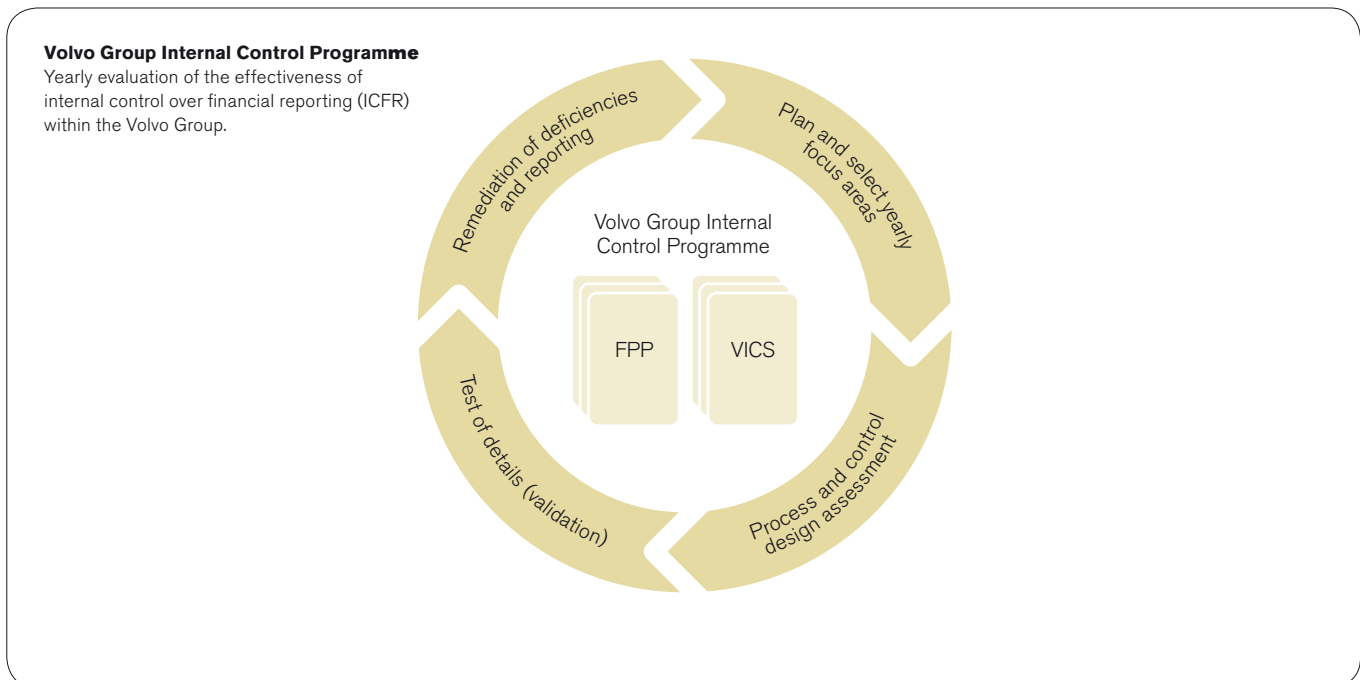 Volvo Group Internal Control Programme
Yearly evaluation of the effectiveness of
internal control over financial reporting (ICFR)
within the Volvo Group.
Remediation of deficiencies
and reporting
Plan and select yearly
focus areas
Volvo Group Internal
Control Programme
FPP
VICS
Test of details (validation)
Process and control
design assessment